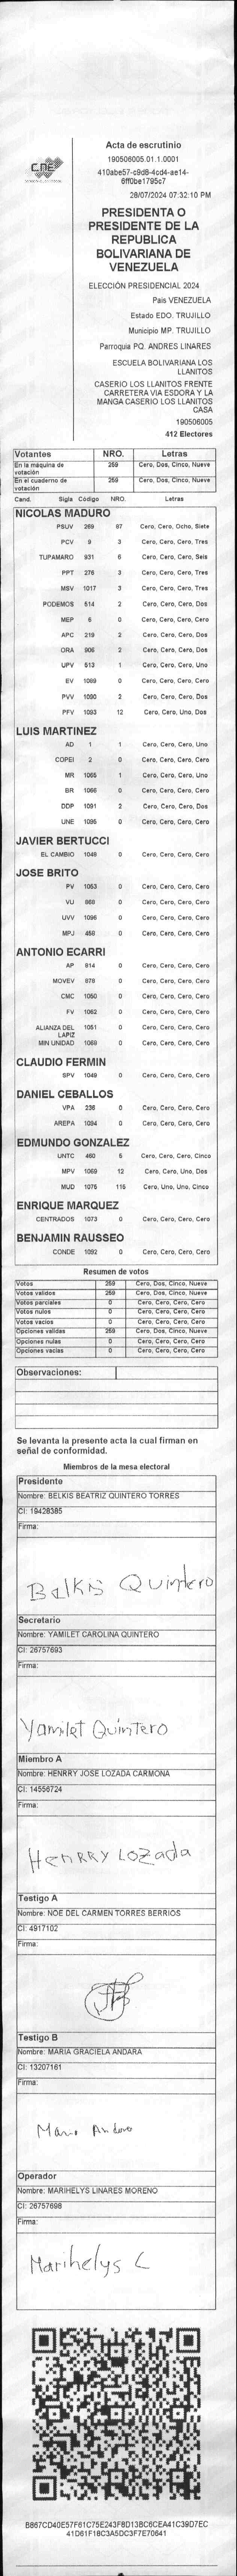 CNE
Acta de escrutinio
190506005.01.1.0001
410abe57-c9d8-4cd4-ae14-
6ff0be1795c7
28/07/2024 07:32:10 PM
PRESIDENTA O
PRESIDENTE DE LA
REPUBLICA
BOLIVARIANA DE
VENEZUELA
ELECCIÓN PRESIDENCIAL 2024
Pais VENEZUELA
Estado EDO. TRUJILLO
Municipio MP. TRUJILLO
Parroquia PQ. ANDRES LINARES
ESCUELA BOLIVARIANA LOS
LLANITOS
CASERIO LOS LLANITOS FRENTE
CARRETERA VIA ESDORA Y LA
MANGA CASERIO LOS LLANITOS
CASA
190506005
412 Electores
Votantes NRO. Letras
En la máquina de votación 259 Cero, Dos, Cinco, Nueve
En el cuaderno de votación 259 Cero, Dos, Cinco, Nueve
Cand. Sigla Código NRO. Letras
NICOLAS MADURO
PSUV 269 87 Cero, Cero, Ocho, Siete
PCV 9 3 Cero, Cero, Cero, Tres
TUPAMARO 931 6 Cero, Cero, Cero, Seis
PPT 276 3 Cero, Cero, Cero, Tres
MSV 1017 3 Cero, Cero, Cero, Tres
PODEMOS 514 2 Cero, Cero, Cero, Dos
MEP 6 0 Cero, Cero, Cero, Cero
APC 219 2 Cero, Cero, Cero, Dos
ORA 906 2 Cero, Cero, Cero, Dos
UPV 513 1 Cero, Cero, Cero, Uno
EV 1089 0 Cero, Cero, Cero, Cero
PVV 1090 2 Cero, Cero, Cero, Dos
PFV 1093 12 Cero, Cero, Uno, Dos
LUIS MARTINEZ
AD 1 1 Cero, Cero, Cero, Uno
COPEI 2 0 Cero, Cero, Cero, Cero
MR 1065 1 Cero, Cero, Cero, Uno
BR 1066 0 Cero, Cero, Cero, Cero
DDP 1091 2 Cero, Cero, Cero, Dos
UNE 1095 0 Cero, Cero, Cero, Cero
JAVIER BERTUCCI
EL CAMBIO 1048 0 Cero, Cero, Cero, Cero
JOSE BRITO
PV 1053 0 Cero, Cero, Cero, Cero
VU 868 0 Cero, Cero, Cero, Cero
UVV 1096 0 Cero, Cero, Cero, Cero
MPJ 458 0 Cero, Cero, Cero, Cero
ANTONIO ECARRI
AP 914 0 Cero, Cero, Cero, Cero
MOVEV 978 0 Cero, Cero, Cero, Cero
CMC 1050 0 Cero, Cero, Cero, Cero
FV 1062 0 Cero, Cero, Cero, Cero
ALIANZA DEL LAPIZ 1051 0 Cero, Cero, Cero, Cero
MIN UNIDAD 1069 0 Cero, Cero, Cero, Cero
CLAUDIO FERMIN
SPV 1049 0 Cero, Cero, Cero, Cero
DANIEL CEBALLOS
VPA 236 0 Cero, Cero, Cero, Cero
AREPA 1094 0 Cero, Cero, Cero, Cero
EDMUNDO GONZALEZ
UNTC 460 5 Cero, Cero, Cero, Cinco
MPV 1069 12 Cero, Cero, Uno, Dos
MUD 1076 115 Cero, Uno, Uno, Cinco
ENRIQUE MARQUEZ
CENTRADOS 1073 0 Cero, Cero, Cero, Cero
BENJAMIN RAUSSEO
CONDE 1092 0 Cero, Cero, Cero, Cero
Resumen de votos
Votos 259 Cero, Dos, Cinco, Nueve
Votos validos 259 Cero, Dos, Cinco, Nueve
Votos parciales 0 Cero, Cero, Cero, Cero
Votos nulos 0 Cero, Cero, Cero, Cero
Votos vacios 0 Cero, Cero, Cero, Cero
Opciones validas 259 Cero, Dos, Cinco, Nueve
Opciones nulas 0 Cero, Cero, Cero, Cero
Opciones vacias 0 Cero, Cero, Cero, Cero
Observaciones:
Se levanta la presente acta la cual firman en
señal de conformidad.
Miembros de la mesa electoral
Presidente
Nombre: BELKIS BEATRIZ QUINTERO TORRES
CI: 19428385
Firma:
Belkis Quintero
Secretario
Nombre: YAMILET CAROLINA QUINTERO
CI: 26757693
Firma:
Yamilet Quintero
Miembro A
Nombre: HENRRY JOSE LOZADA CARMONA
CI: 14556724
Firma:
HENRRY LOZada
Testigo A
Nombre: NOE DEL CARMEN TORRES BERRIOS
CI: 4917102
Firma:
Testigo B
Nombre: MARIA GRACIELA ANDARA
CI: 13207161
Firma:
Operador
Nombre: MARIHELYS LINARES MORENO
CI: 26757698
Firma:
Marihelys L
B867CD40E57F61C75E243F8D13BC6CEA41C39D7EC
41D61F18C3A5DC3F7E70641